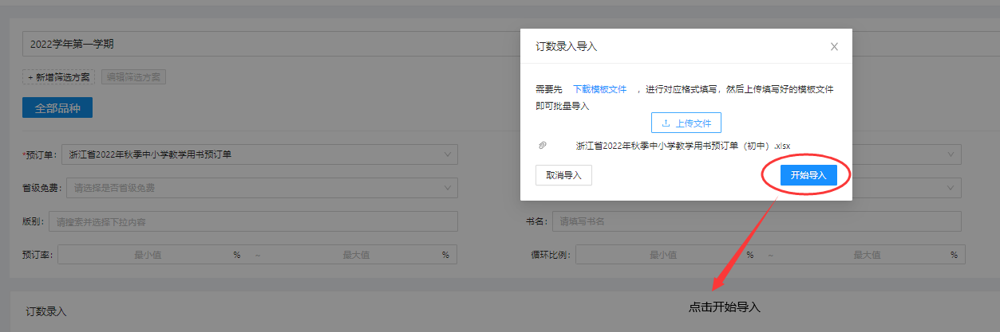 2022学年第一学期
+ 新增筛选方案 编辑筛选方案
全部品种
*预订单: 浙江省2022年秋季中小学教学用书预订单
省级免费: 请选择是否省级免费
版别: 请搜索并选择下拉内容
书名: 请填写书名
预订率: 最小值 % ~ 最大值 %
循环比例: 最小值 % ~ 最大值 %
订数录入
订数录入导入
需要先 下载模板文件 ,进行对应格式填写,然后上传填写好的模板文件
即可批量导入
上传文件
浙江省2022年秋季中小学教学用书预订单(初中).xlsx
取消导入 开始导入
点击开始导入